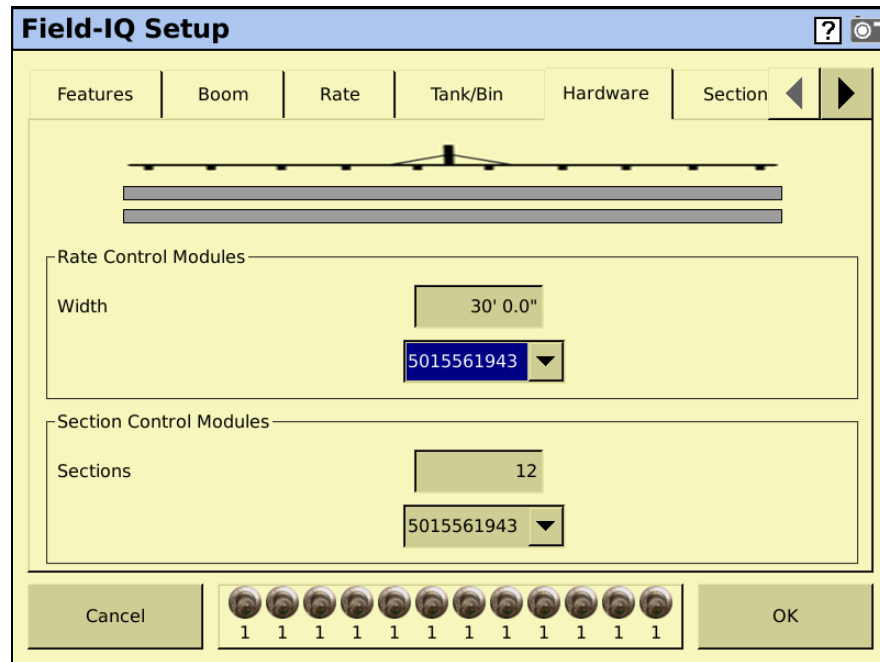 Field-IQ Setup ?
Features Boom Rate Tank/Bin Hardware Section
Rate Control Modules
Width 30' 0.0"
5015561943
Section Control Modules
Sections 12
5015561943
Cancel 1 1 1 1 1 1 1 1 1 1 1 1 OK